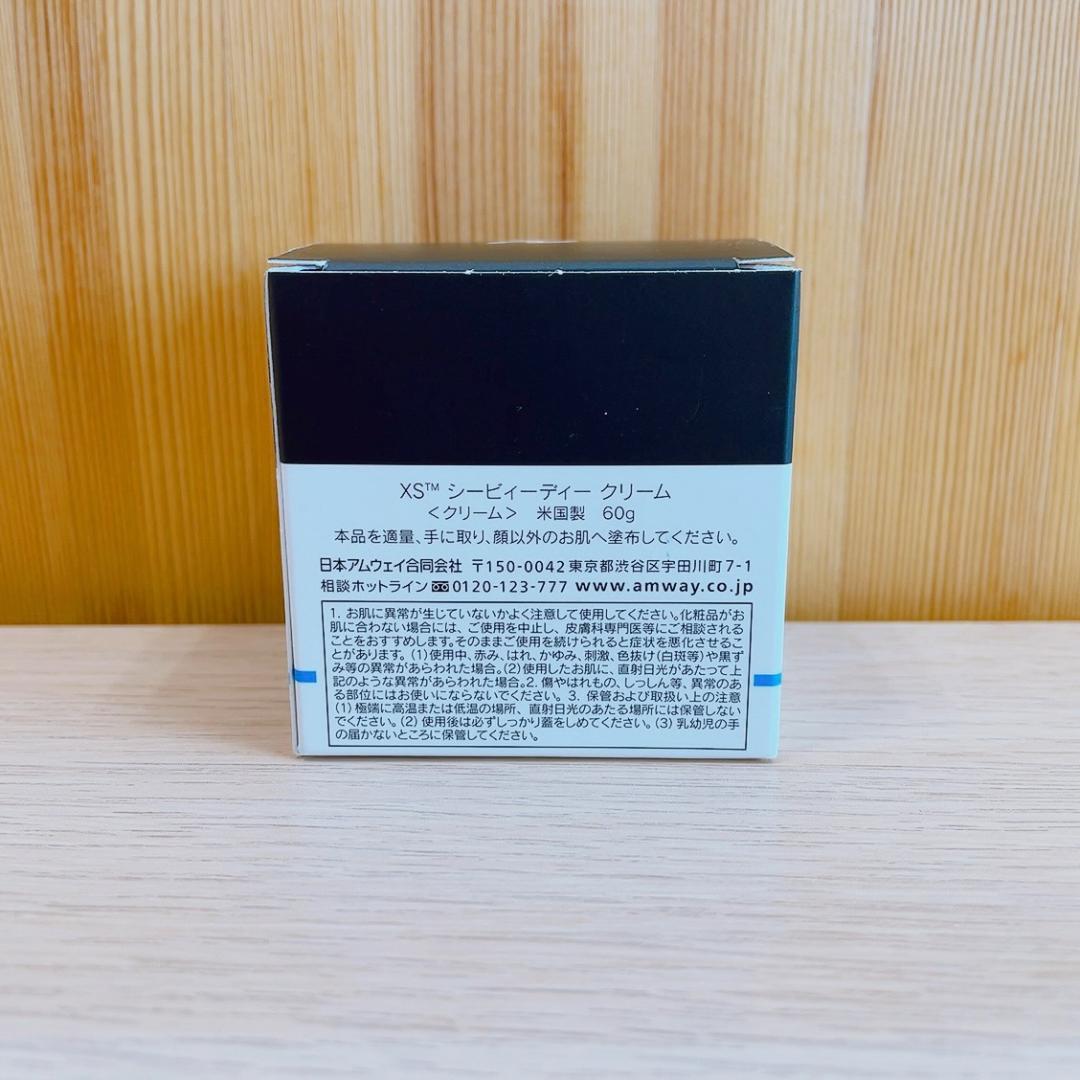 XS™ シービィーディー クリーム
＜クリーム＞ 米国製 60g
本品を適量、手に取り、顔以外のお肌へ塗布してください。
日本アムウェイ合同会社 〒150-0042 東京都渋谷区宇田川町7-1
相談ホットライン 0120-123-777 www.amway.co.jp
1. お肌に異常が生じていないかよく注意して使用してください。化粧品がお
肌に合わない場合には、ご使用を中止し、皮膚科専門医等にご相談される
ことをおすすめします。そのままご使用を続けられると症状を悪化させるこ
とがあります。(1)使用中、赤み、はれ、かゆみ、刺激、色抜け(白斑等)や黒ず
み等の異常があらわれた場合。(2)使用したお肌に、直射日光があたって上
記のような異常があらわれた場合。2. 傷やはれもの、しっしん等、異常のあ
る部位にはお使いにならないでください。3. 保管および取扱い上の注意
(1) 極端に高温または低温の場所、直射日光のあたる場所には保管しない
でください。(2) 使用後は必ずしっかり蓋をしめてください。(3) 乳幼児の手
の届かないところに保管してください。